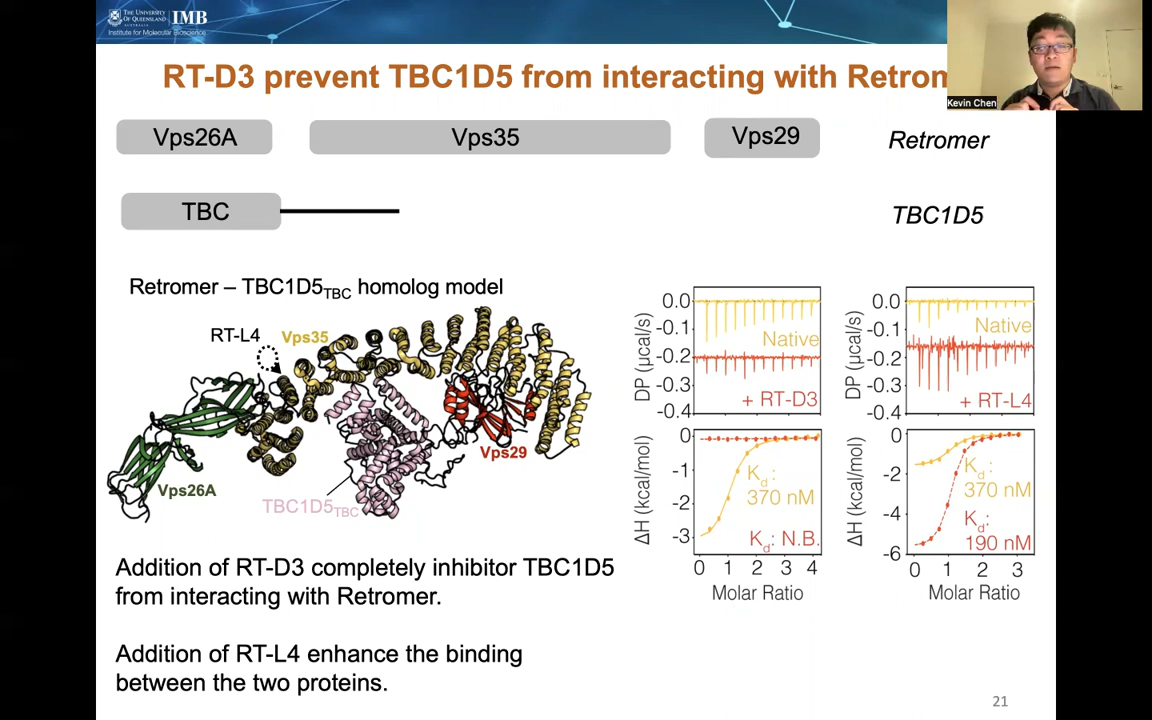 THE UNIVERSITY OF QUEENSLAND AUSTRALIA IMB
Institute for Molecular Bioscience
RT-D3 prevent TBC1D5 from interacting with Retrom
Kevin Chen
Vps26A Vps35 Vps29 Retromer
TBC TBC1D5
Retromer – TBC1D5TBC homolog model
RT-L4 Vps35
Vps29
Vps26A
TBC1D5TBC
DP (µcal/s)
0.0
-0.1
-0.2
-0.3
-0.4
Native
+ RT-D3
ΔH (kcal/mol)
0
-1
-2
-3
Kd:
370 nM
Kd: N.B.
0 1 2 3 4
Molar Ratio
DP (µcal/s)
0.0
-0.1
-0.2
-0.3
-0.4
Native
+ RT-L4
ΔH (kcal/mol)
0
-2
-4
-6
Kd:
370 nM
Kd:
190 nM
0 1 2 3
Molar Ratio
Addition of RT-D3 completely inhibitor TBC1D5
from interacting with Retromer.
Addition of RT-L4 enhance the binding
between the two proteins.
21